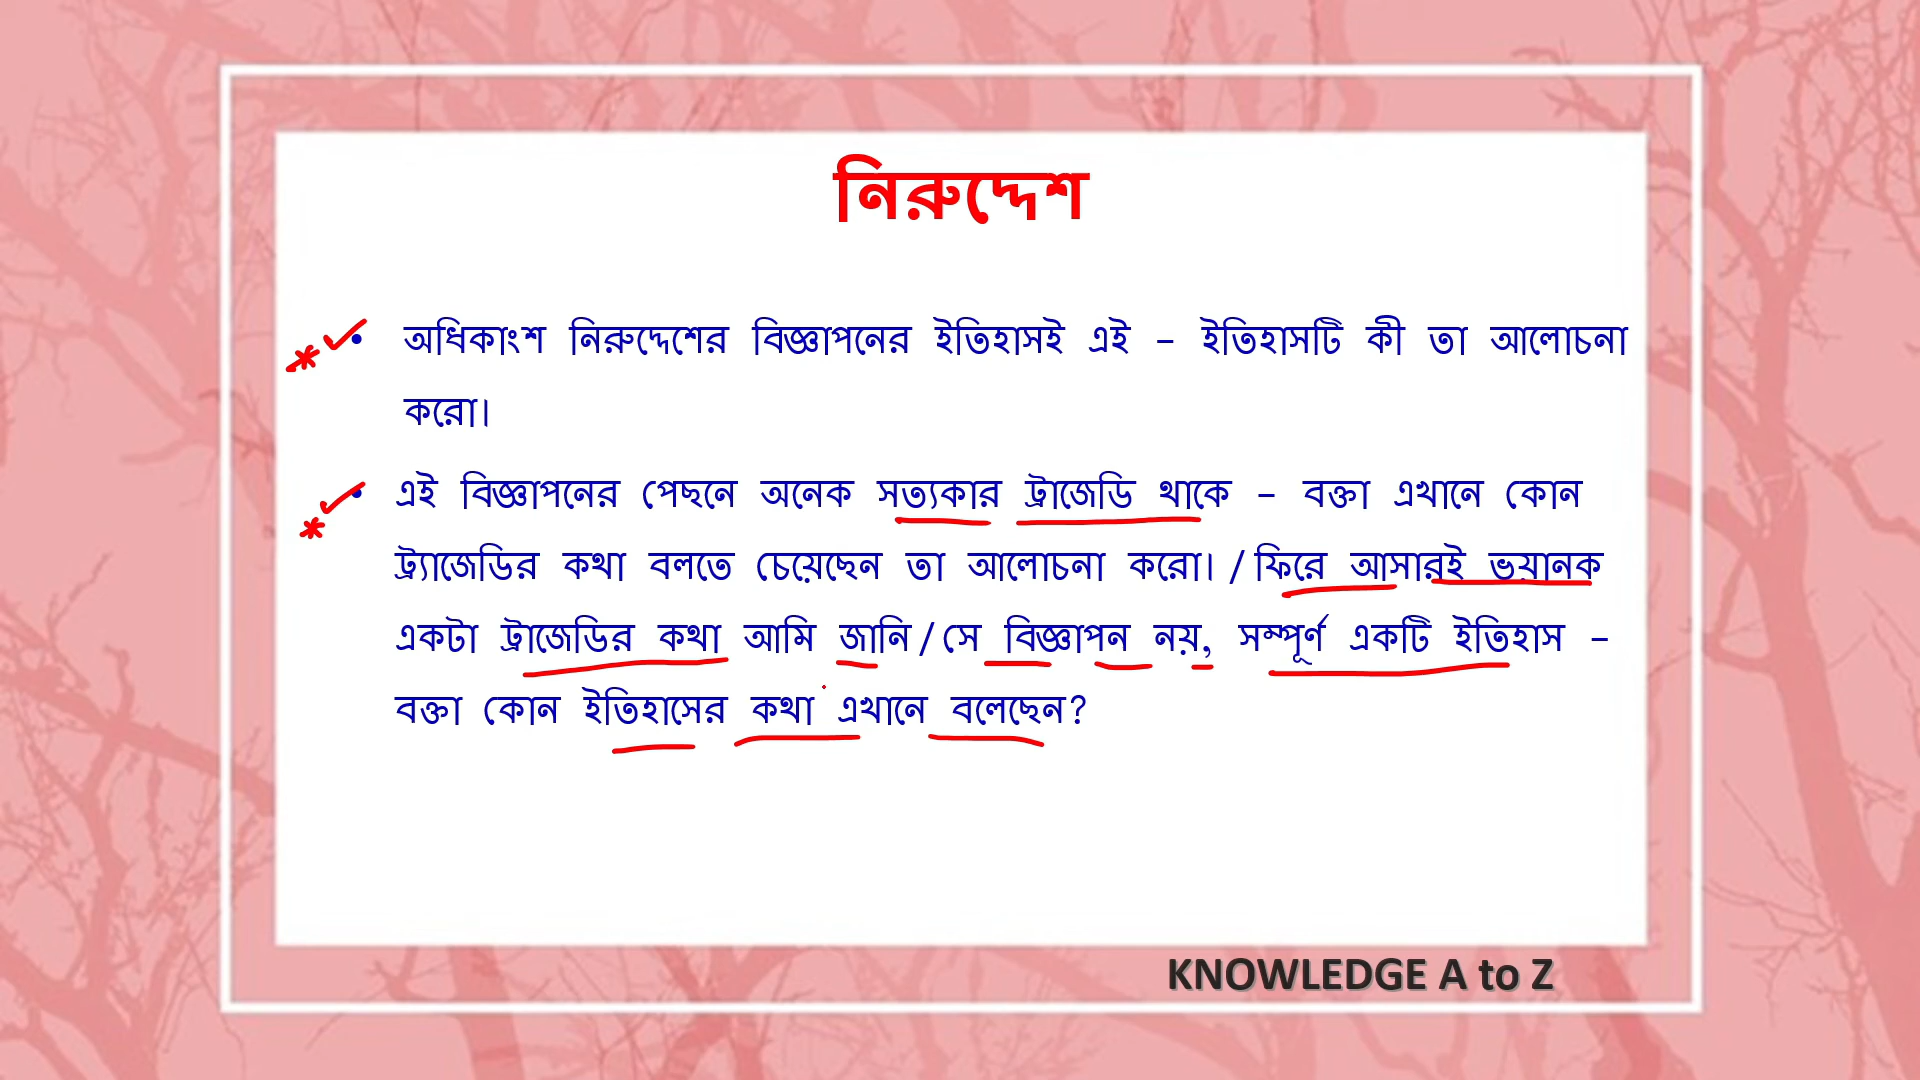 নিরুদ্দেশ
• অধিকাংশ নিরুদ্দেশের বিজ্ঞাপনের ইতিহাসই এই – ইতিহাসটি কী তা আলোচনা
করো।
• এই বিজ্ঞাপনের পেছনে অনেক সত্যকার ট্রাজেডি থাকে – বক্তা এখানে কোন
ট্র্যাজেডির কথা বলতে চেয়েছেন তা আলোচনা করো। / ফিরে আসারই ভয়ানক
একটা ট্রাজেডির কথা আমি জানি / সে বিজ্ঞাপন নয়, সম্পূর্ণ একটি ইতিহাস –
বক্তা কোন ইতিহাসের কথা এখানে বলেছেন?
KNOWLEDGE A to Z